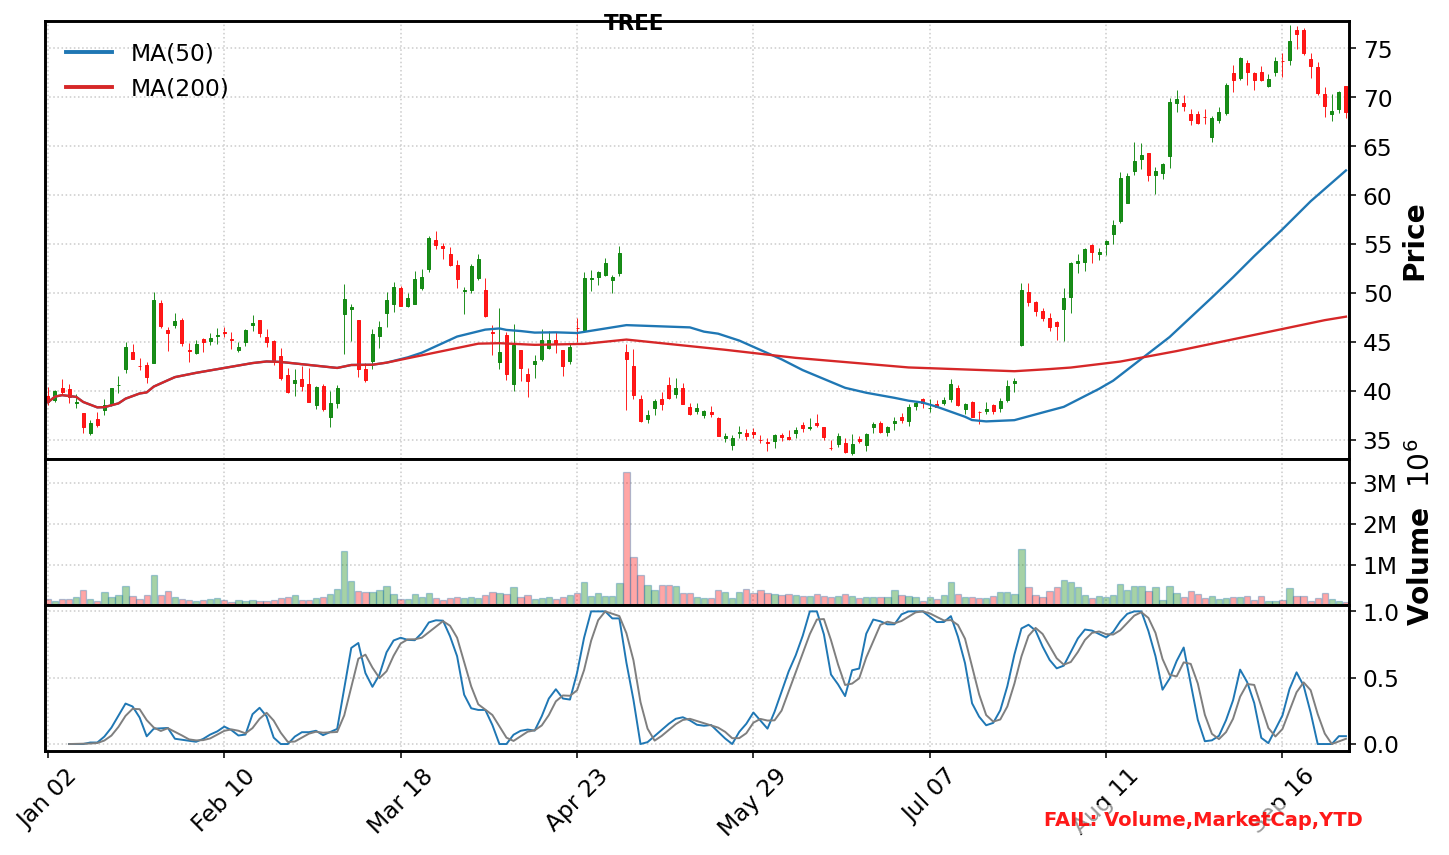 TREE
MA(50)
MA(200)
75
70
65
60
55
50
45
40
35
Price
3M
2M
1M
Volume 10^6
1.0
0.5
0.0
Jan 02
Feb 10
Mar 18
Apr 23
May 29
Jul 07
Aug 11
Sep 16
FAIL: Volume,MarketCap,YTD